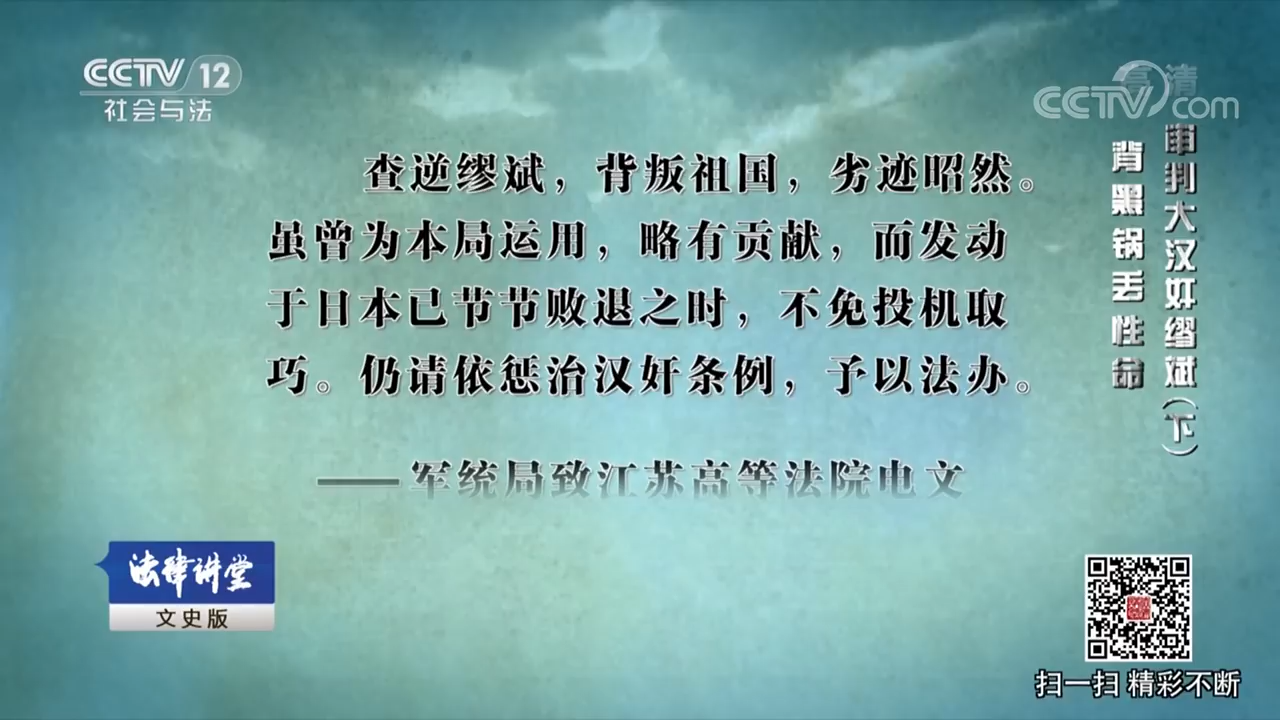 CCTV 12
社会与法
高清
CCTV.com
查逆缪斌，背叛祖国，劣迹昭然。
虽曾为本局运用，略有贡献，而发动
于日本已节节败退之时，不免投机取
巧。仍请依惩治汉奸条例，予以法办。
——军统局致江苏高等法院电文
审判大汉奸缪斌（下）
背黑锅丢性命
法律讲堂
文史版
扫一扫 精彩不断